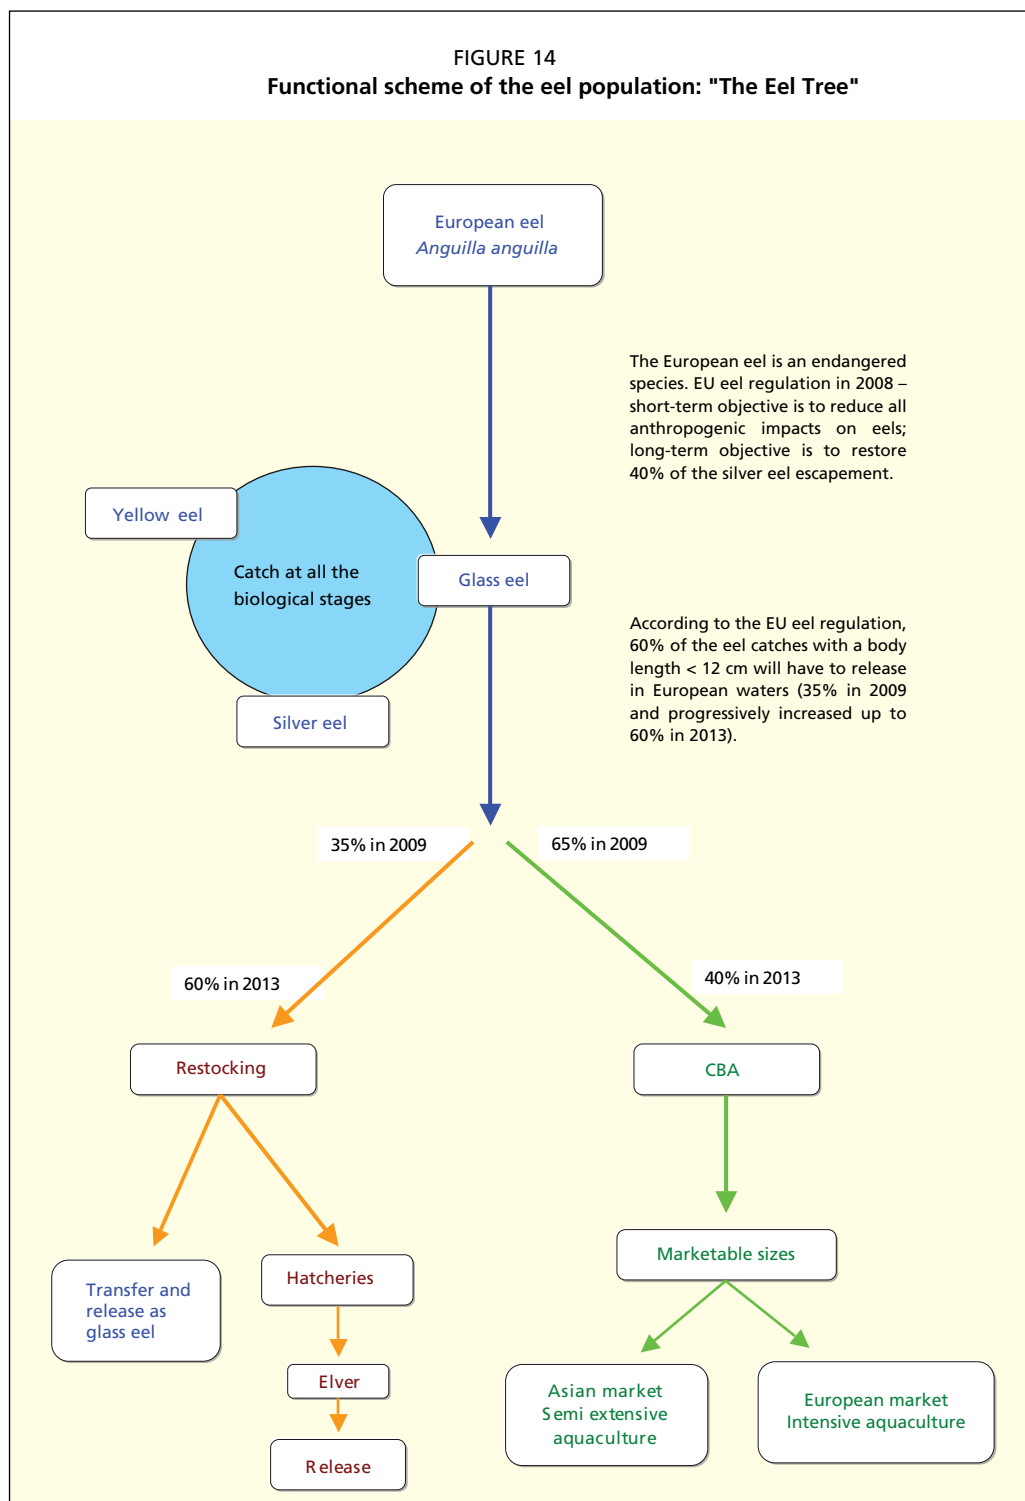 FIGURE 14
Functional scheme of the eel population: "The Eel Tree"
European eel
Anguilla anguilla
The European eel is an endangered
species. EU eel regulation in 2008 –
short-term objective is to reduce all
anthropogenic impacts on eels;
long-term objective is to restore
40% of the silver eel escapement.
Yellow eel
Catch at all the
biological stages
Glass eel
Silver eel
According to the EU eel regulation,
60% of the eel catches with a body
length < 12 cm will have to release
in European waters (35% in 2009
and progressively increased up to
60% in 2013).
35% in 2009
65% in 2009
60% in 2013
40% in 2013
Restocking
CBA
Transfer and
release as
glass eel
Hatcheries
Elver
Release
Marketable sizes
Asian market
Semi extensive
aquaculture
European market
Intensive aquaculture